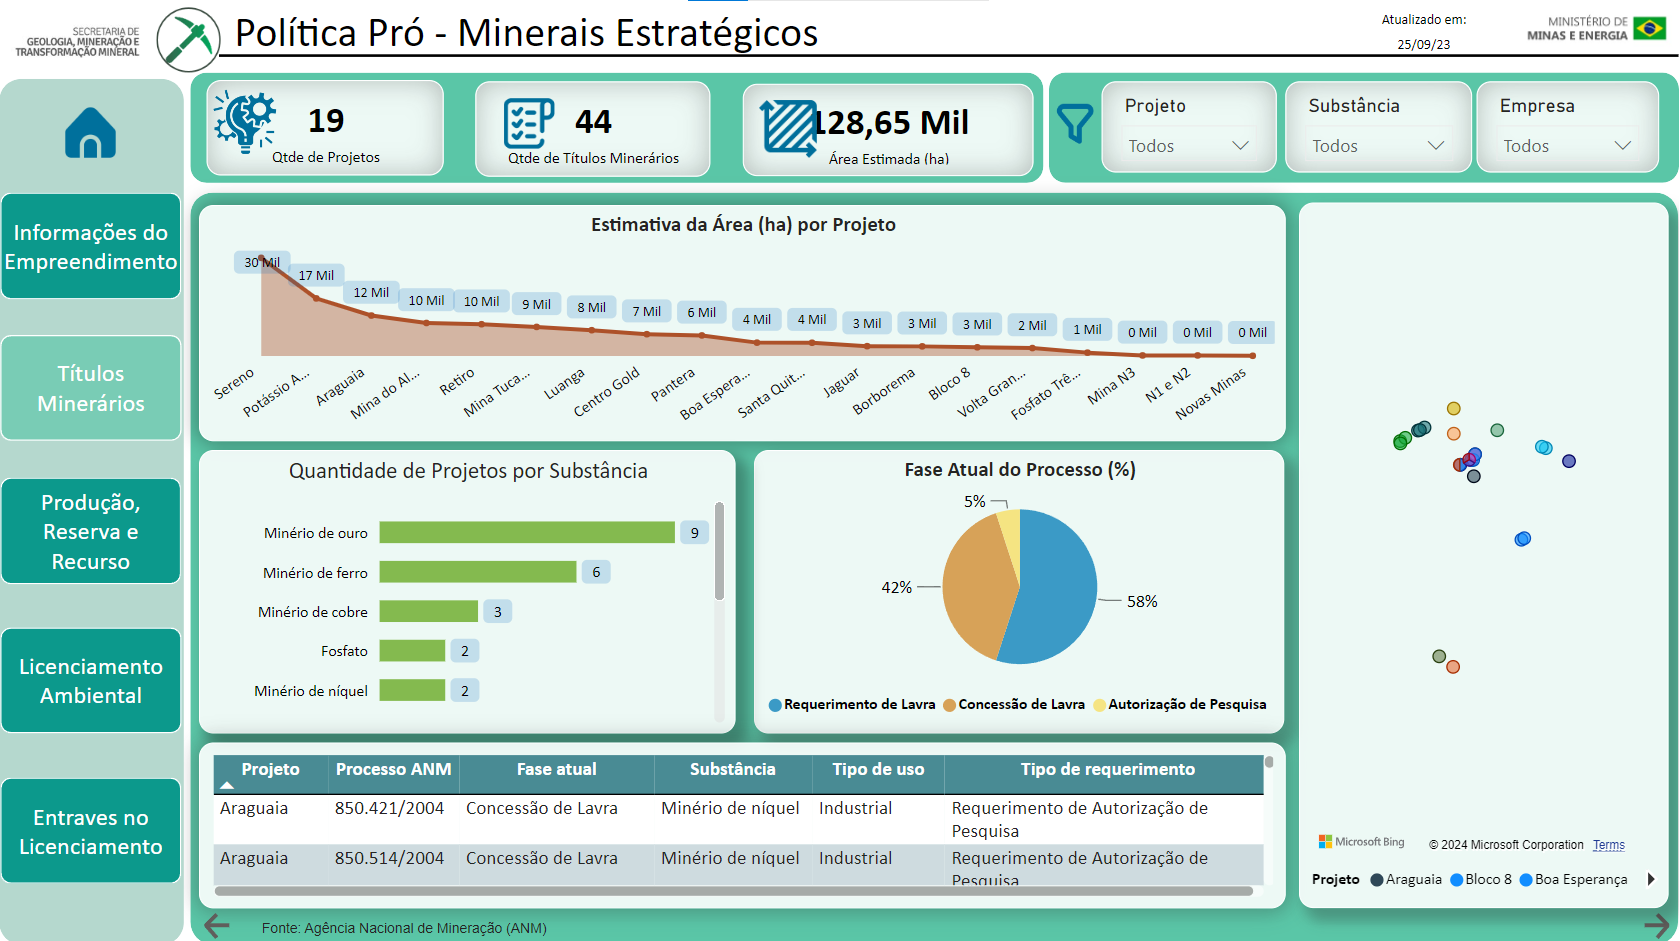 SECRETARIA DE
GEOLOGIA, MINERAÇÃO E
TRANSFORMAÇÃO MINERAL
Política Pró - Minerais Estratégicos
Atualizado em:
25/09/23
MINISTÉRIO DE
MINAS E ENERGIA
19
Qtde de Projetos
44
Qtde de Títulos Minerários
128,65 Mil
Área Estimada (ha)
Projeto
Todos
Substância
Todos
Empresa
Todos
Informações do
Empreendimento
Títulos
Minerários
Produção,
Reserva e
Recurso
Licenciamento
Ambiental
Entraves no
Licenciamento
Estimativa da Área (ha) por Projeto
30 Mil
17 Mil
12 Mil
10 Mil
10 Mil
9 Mil
8 Mil
7 Mil
6 Mil
4 Mil
4 Mil
3 Mil
3 Mil
3 Mil
2 Mil
1 Mil
0 Mil
0 Mil
0 Mil
Sereno
Potássio A...
Araguaia
Mina do Al...
Retiro
Mina Tuca...
Luanga
Centro Gold
Pantera
Boa Espera...
Santa Quit...
Jaguar
Borborema
Bloco 8
Volta Gran...
Fosfato Trê...
Mina N3
N1 e N2
Novas Minas
Quantidade de Projetos por Substância
Minério de ouro 9
Minério de ferro 6
Minério de cobre 3
Fosfato 2
Minério de níquel 2
Fase Atual do Processo (%)
5%
42%
58%
Requerimento de Lavra Concessão de Lavra Autorização de Pesquisa
Projeto Processo ANM Fase atual Substância Tipo de uso Tipo de requerimento
Araguaia 850.421/2004 Concessão de Lavra Minério de níquel Industrial Requerimento de Autorização de
Pesquisa
Araguaia 850.514/2004 Concessão de Lavra Minério de níquel Industrial Requerimento de Autorização de
Pesquisa
Microsoft Bing
© 2024 Microsoft Corporation Terms
Projeto Araguaia Bloco 8 Boa Esperança
Fonte: Agência Nacional de Mineração (ANM)